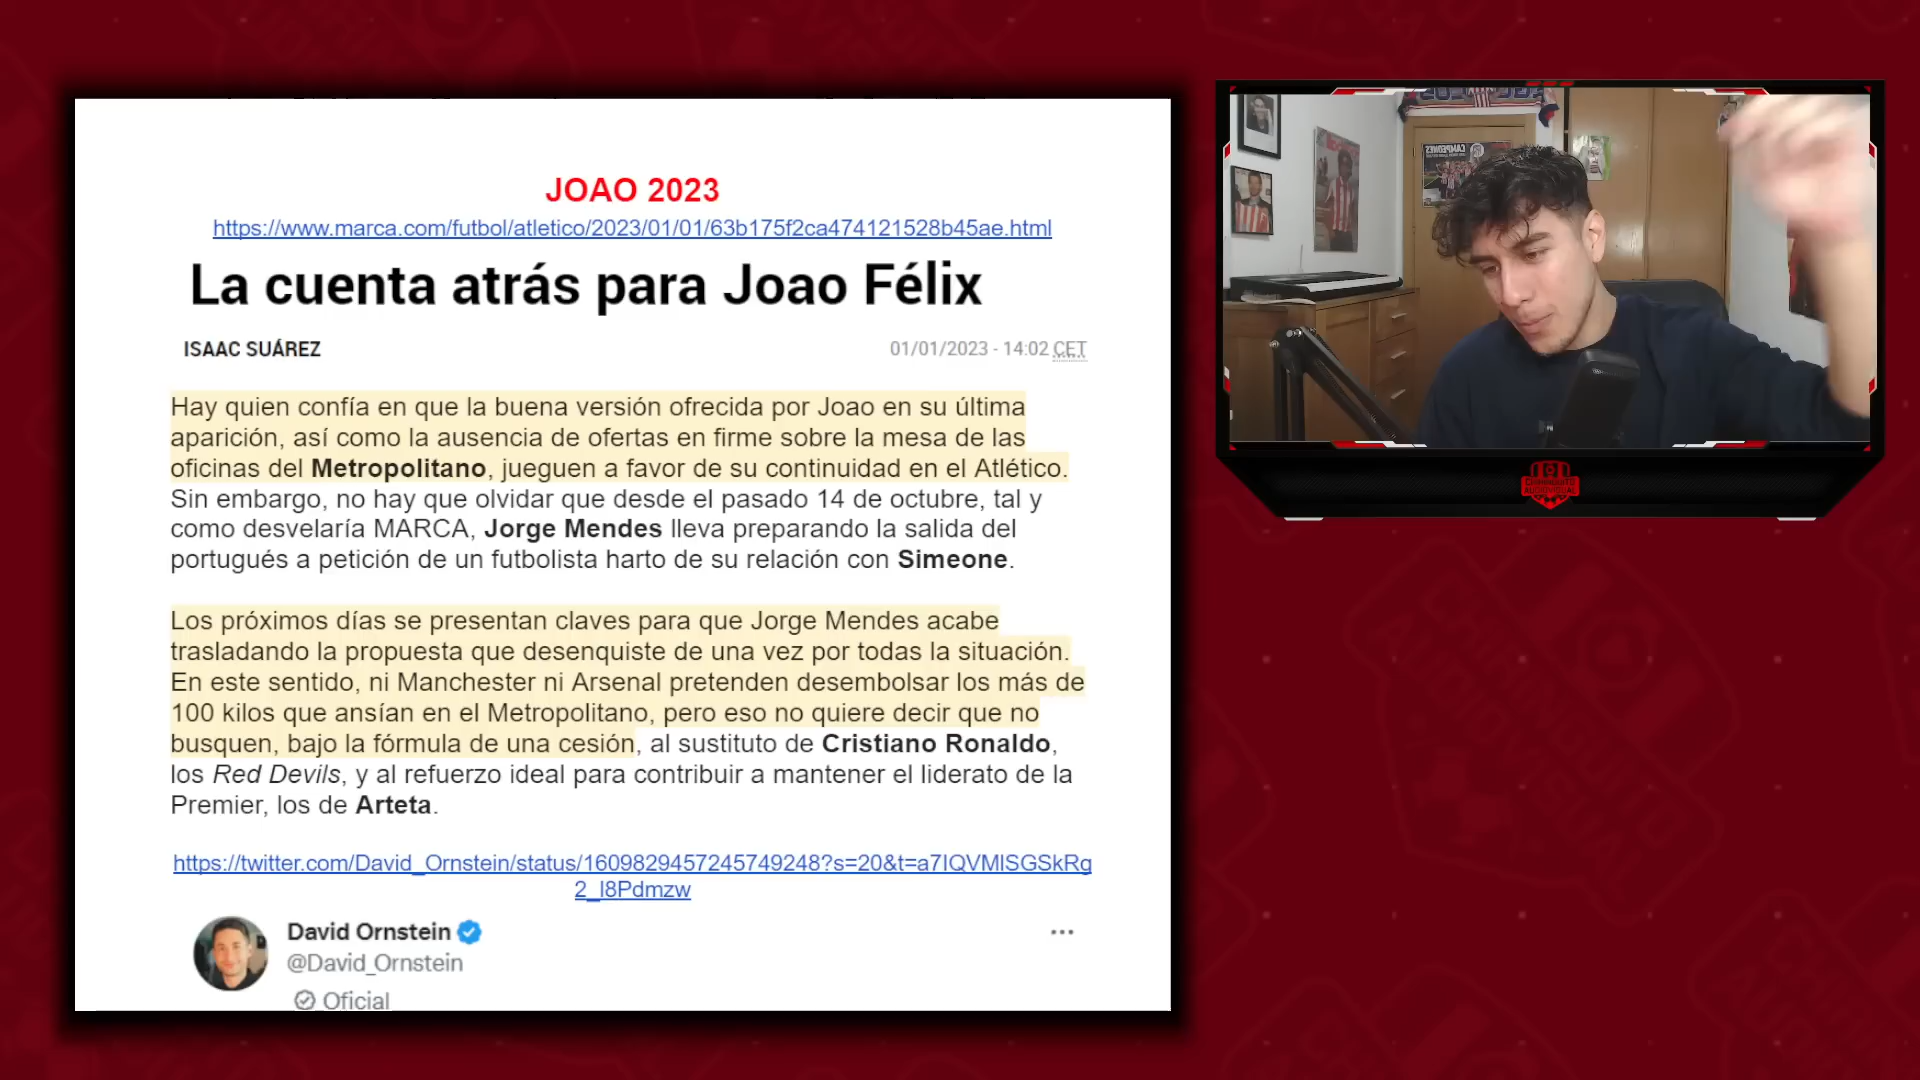 JOAO 2023
https://www.marca.com/futbol/atletico/2023/01/01/63b175f2ca474121528b45ae.html
La cuenta atrás para Joao Félix
ISAAC SUÁREZ
01/01/2023 - 14:02 CET
Hay quien confía en que la buena versión ofrecida por Joao en su última
aparición, así como la ausencia de ofertas en firme sobre la mesa de las
oficinas del Metropolitano, jueguen a favor de su continuidad en el Atlético.
Sin embargo, no hay que olvidar que desde el pasado 14 de octubre, tal y
como desvelaría MARCA, Jorge Mendes lleva preparando la salida del
portugués a petición de un futbolista harto de su relación con Simeone.
Los próximos días se presentan claves para que Jorge Mendes acabe
trasladando la propuesta que desenquiste de una vez por todas la situación.
En este sentido, ni Manchester ni Arsenal pretenden desembolsar los más de
100 kilos que ansían en el Metropolitano, pero eso no quiere decir que no
busquen, bajo la fórmula de una cesión, al sustituto de Cristiano Ronaldo,
los Red Devils, y al refuerzo ideal para contribuir a mantener el liderato de la
Premier, los de Arteta.
https://twitter.com/David_Ornstein/status/1609829457245749248?s=20&t=a7IQVMlSGSkRg
2_l8Pdmzw
David Ornstein
@David_Ornstein
Oficial
CAMPEONES
CHIRINGUITO